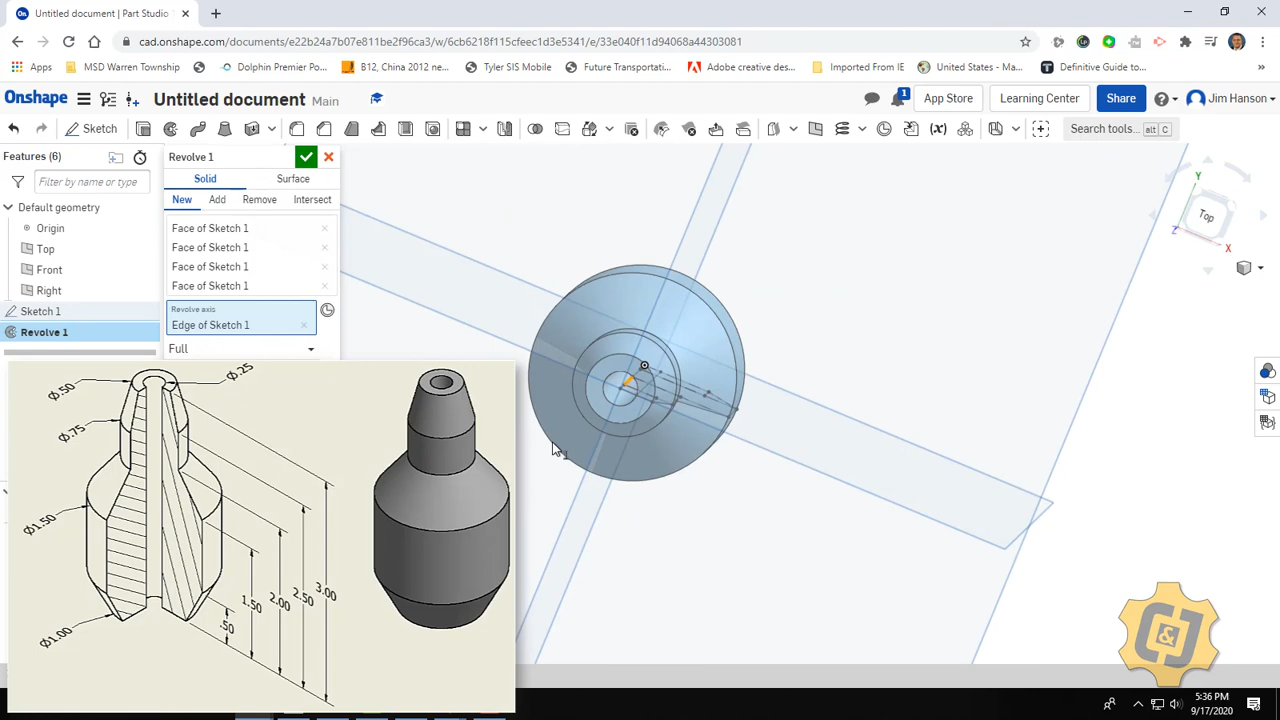 Untitled document | Part Studio
cad.onshape.com/documents/e22b24a7b07e811be2f96ca3/w/6cb6218f115cfeec1d3e5341/e/33e040f11d94068a44303081
Apps
MSD Warren Township
Dolphin Premier Po...
B12, China 2012 ne...
Tyler SIS Mobile
Future Transportati...
Adobe creative des...
Imported From IE
United States - Ma...
Definitive Guide to...
»
Onshape
Untitled document Main
1
App Store
Learning Center
Share
Jim Hanson
Sketch
Search tools... alt C
Features (6)
Filter by name or type
Default geometry
Origin
Top
Front
Right
Sketch 1
Revolve 1
Revolve 1
Solid
Surface
New
Add
Remove
Intersect
Face of Sketch 1
Face of Sketch 1
Face of Sketch 1
Face of Sketch 1
Revolve axis
Edge of Sketch 1
Full
Y
Top
Z
X
Ø.50
Ø.25
Ø.75
Ø1.50
Ø1.00
.50
1.50
2.00
2.50
3.00
C&J
5:36 PM
9/17/2020